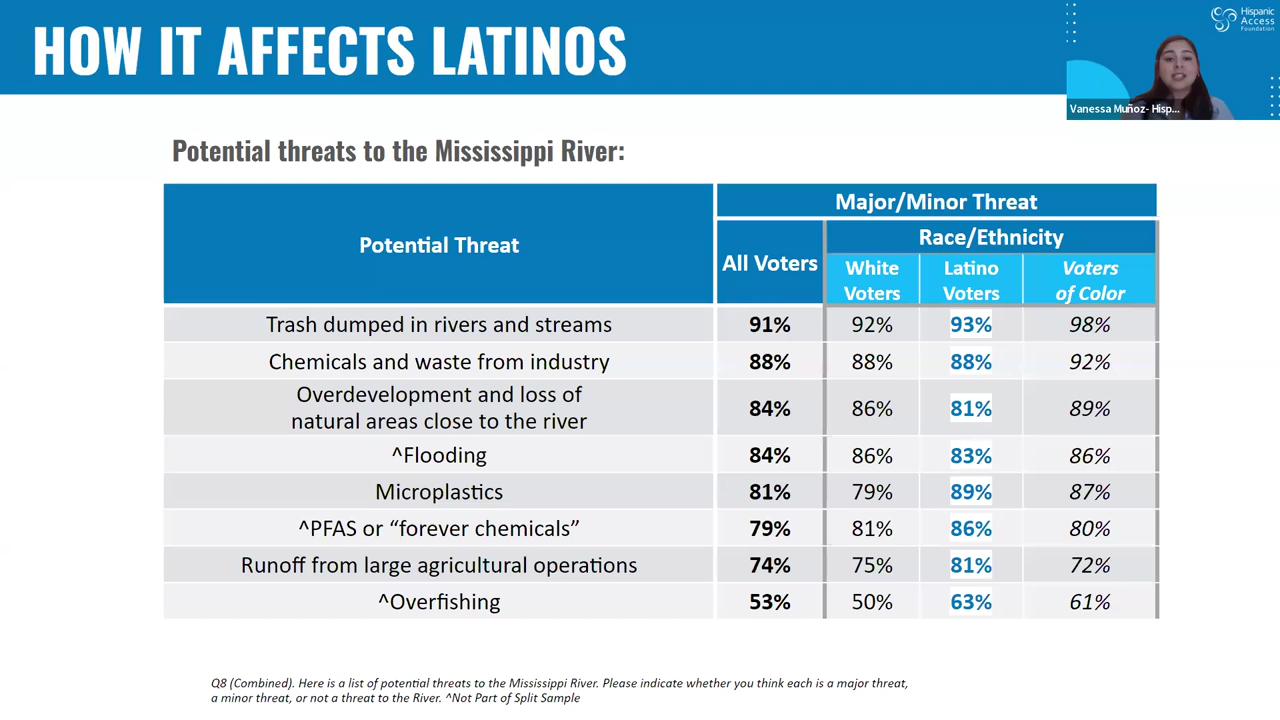 HOW IT AFFECTS LATINOS
Hispanic
Access
Foundation
Vanessa Muñoz- Hisp...
Potential threats to the Mississippi River:
Potential Threat
Major/Minor Threat
All Voters
Race/Ethnicity
White
Voters
Latino
Voters
Voters
of Color
Trash dumped in rivers and streams 91% 92% 93% 98%
Chemicals and waste from industry 88% 88% 88% 92%
Overdevelopment and loss of
natural areas close to the river 84% 86% 81% 89%
^Flooding 84% 86% 83% 86%
Microplastics 81% 79% 89% 87%
^PFAS or “forever chemicals” 79% 81% 86% 80%
Runoff from large agricultural operations 74% 75% 81% 72%
^Overfishing 53% 50% 63% 61%
Q8 (Combined). Here is a list of potential threats to the Mississippi River. Please indicate whether you think each is a major threat,
a minor threat, or not a threat to the River. ^Not Part of Split Sample